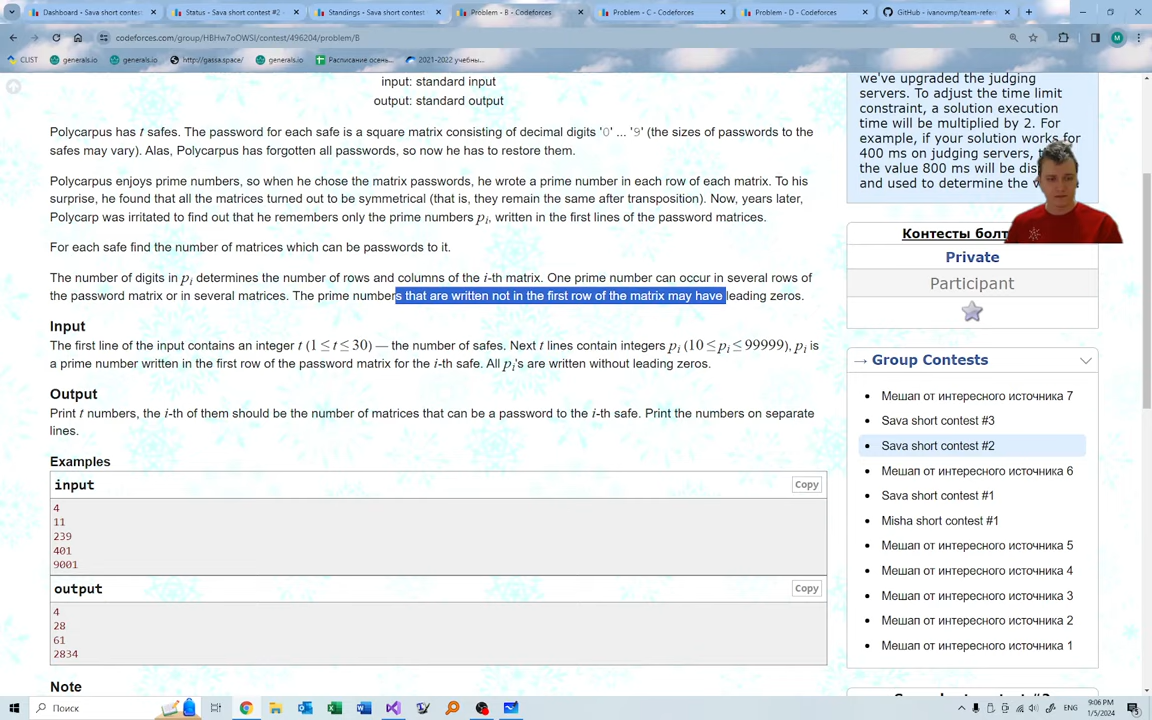 Dashboard - Sava short contest
Status - Sava short contest #2 -
Standings - Sava short contest #
Problem - B - Codeforces
Problem - C - Codeforces
Problem - D - Codeforces
GitHub - ivanovmp/team-refe
codeforces.com/group/HBHw7oOWSI/contest/496204/problem/B
CLIST
generals.io
generals.io
http://gassa.space/
generals.io
Расписание осень...
2021-2022 учебны...
input: standard input
output: standard output
Polycarpus has t safes. The password for each safe is a square matrix consisting of decimal digits '0' ... '9' (the sizes of passwords to the
safes may vary). Alas, Polycarpus has forgotten all passwords, so now he has to restore them.
Polycarpus enjoys prime numbers, so when he chose the matrix passwords, he wrote a prime number in each row of each matrix. To his
surprise, he found that all the matrices turned out to be symmetrical (that is, they remain the same after transposition). Now, years later,
Polycarp was irritated to find out that he remembers only the prime numbers pi, written in the first lines of the password matrices.
For each safe find the number of matrices which can be passwords to it.
The number of digits in pi determines the number of rows and columns of the i-th matrix. One prime number can occur in several rows of
the password matrix or in several matrices. The prime numbers that are written not in the first row of the matrix may have leading zeros.
Input
The first line of the input contains an integer t (1 ≤ t ≤ 30) — the number of safes. Next t lines contain integers pi (10 ≤ pi ≤ 99999), pi is
a prime number written in the first row of the password matrix for the i-th safe. All pi's are written without leading zeros.
Output
Print t numbers, the i-th of them should be the number of matrices that can be a password to the i-th safe. Print the numbers on separate
lines.
Examples
input
Copy
4
11
239
401
9001
output
Copy
4
28
61
2834
Note
we've upgraded the judging
servers. To adjust the time limit
constraint, a solution execution
time will be multiplied by 2. For
example, if your solution works for
400 ms on judging servers,
the value 800 ms will be dis
and used to determine the
Контесты болт
Private
Participant
→ Group Contests
Мешап от интересного источника 7
Sava short contest #3
Sava short contest #2
Мешап от интересного источника 6
Sava short contest #1
Misha short contest #1
Мешап от интересного источника 5
Мешап от интересного источника 4
Мешап от интересного источника 3
Мешап от интересного источника 2
Мешап от интересного источника 1
Поиск
ENG
9:06 PM
1/5/2024